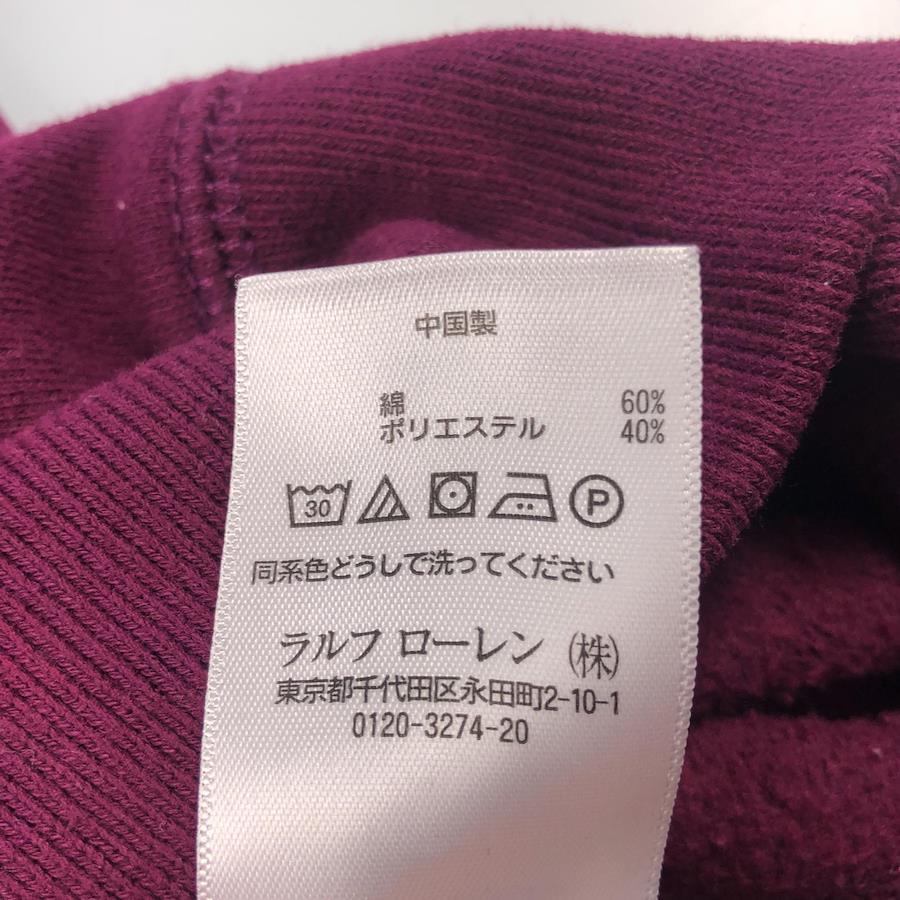 中国製
綿 60%
ポリエステル 40%
30 P
同系色どうしで洗ってください
ラルフ ローレン ㈱
東京都千代田区永田町2-10-1
0120-3274-20